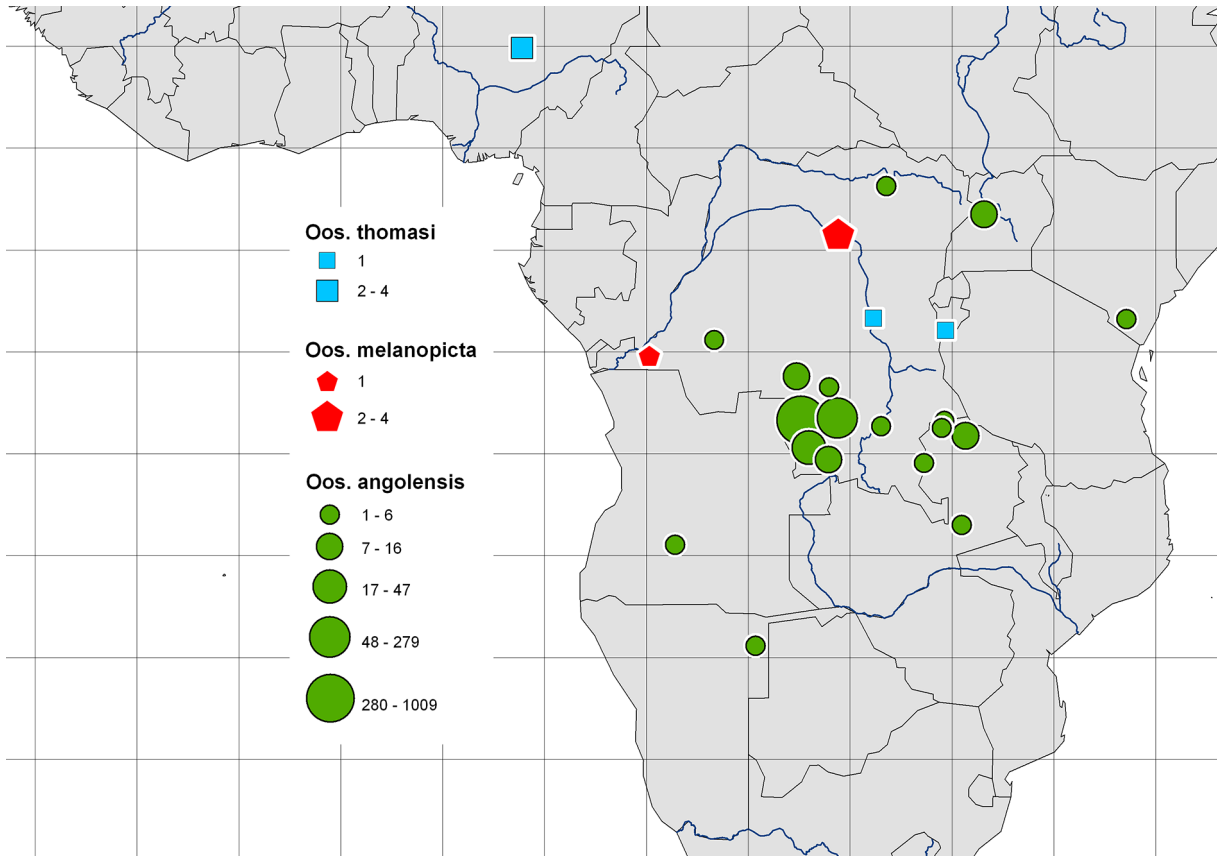 Oos. thomasi
1
2 - 4
Oos. melanopicta
1
2 - 4
Oos. angolensis
1 - 6
7 - 16
17 - 47
48 - 279
280 - 1009